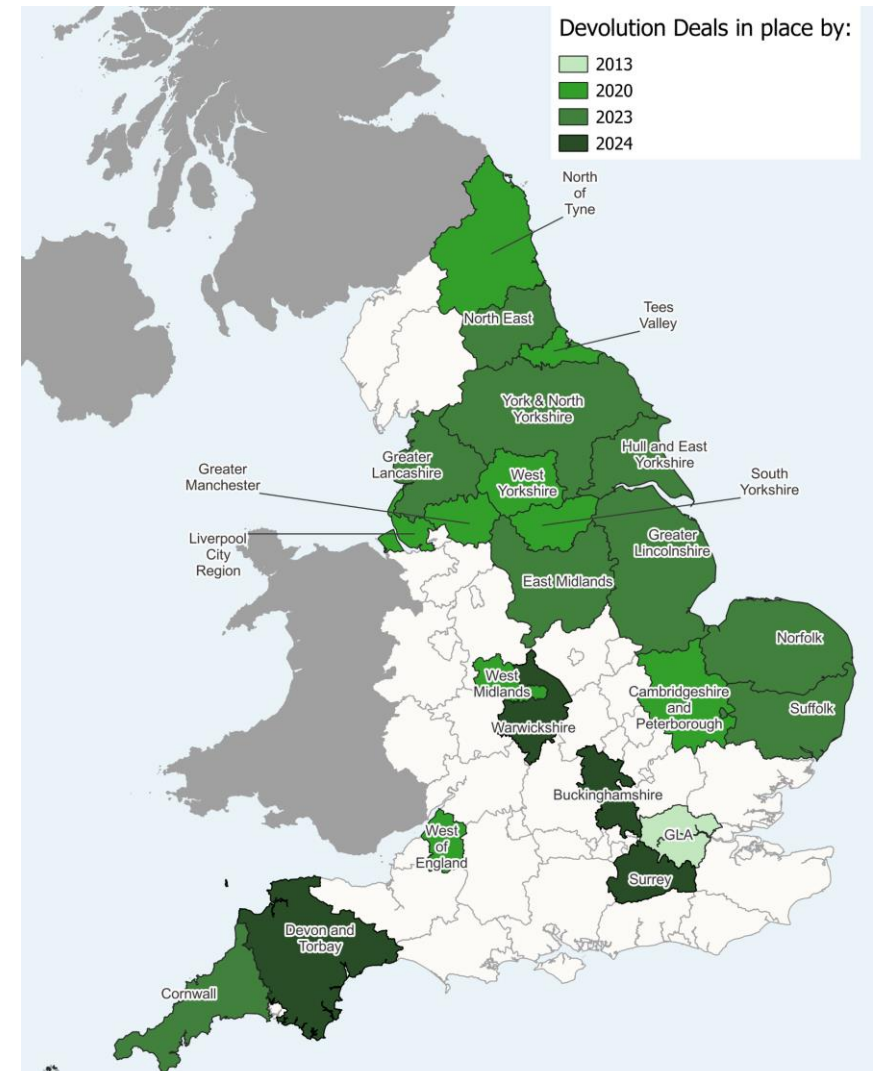 Devolution Deals in place by:
2013
2020
2023
2024
North
of
Tyne
North East
Tees
Valley
York & North
Yorkshire
Hull and East
Yorkshire
Greater
Lancashire
West
Yorkshire
Greater
Manchester
South
Yorkshire
Liverpool
City
Region
Greater
Lincolnshire
East Midlands
Norfolk
West
Midlands
Cambridgeshire
and
Peterborough
Suffolk
Warwickshire
Buckinghamshire
GLA
West
of
England
Surrey
Devon and
Torbay
Cornwall